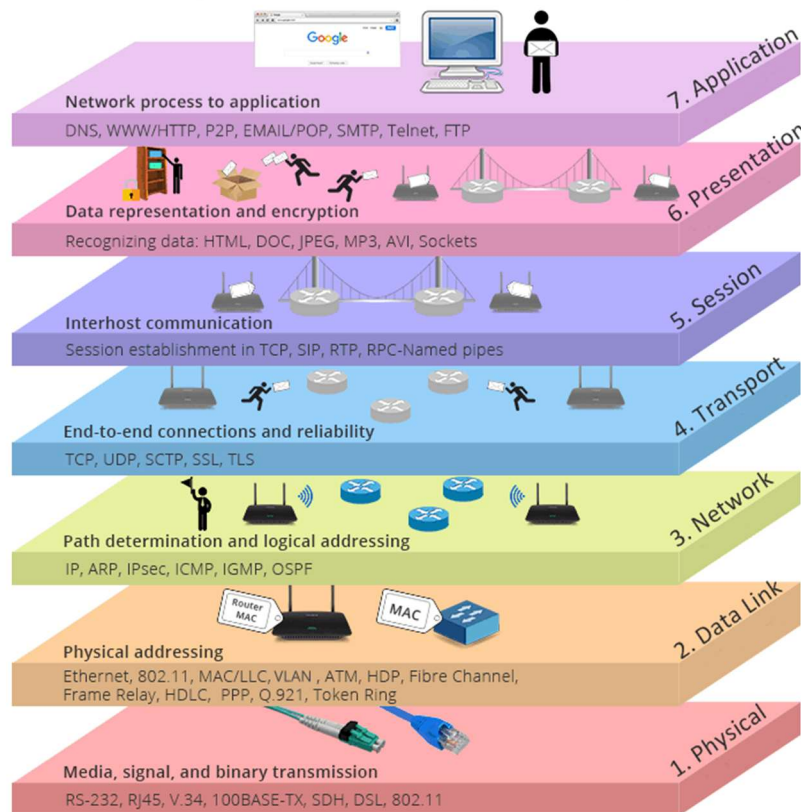 Google
7. Application
Network process to application
DNS, WWW/HTTP, P2P, EMAIL/POP, SMTP, Telnet, FTP
6. Presentation
Data representation and encryption
Recognizing data: HTML, DOC, JPEG, MP3, AVI, Sockets
5. Session
Interhost communication
Session establishment in TCP, SIP, RTP, RPC-Named pipes
4. Transport
End-to-end connections and reliability
TCP, UDP, SCTP, SSL, TLS
3. Network
Path determination and logical addressing
IP, ARP, IPsec, ICMP, IGMP, OSPF
Router
MAC
MAC
2. Data Link
Physical addressing
Ethernet, 802.11, MAC/LLC, VLAN , ATM, HDP, Fibre Channel,
Frame Relay, HDLC, PPP, Q.921, Token Ring
1. Physical
Media, signal, and binary transmission
RS-232, RJ45, V.34, 100BASE-TX, SDH, DSL, 802.11